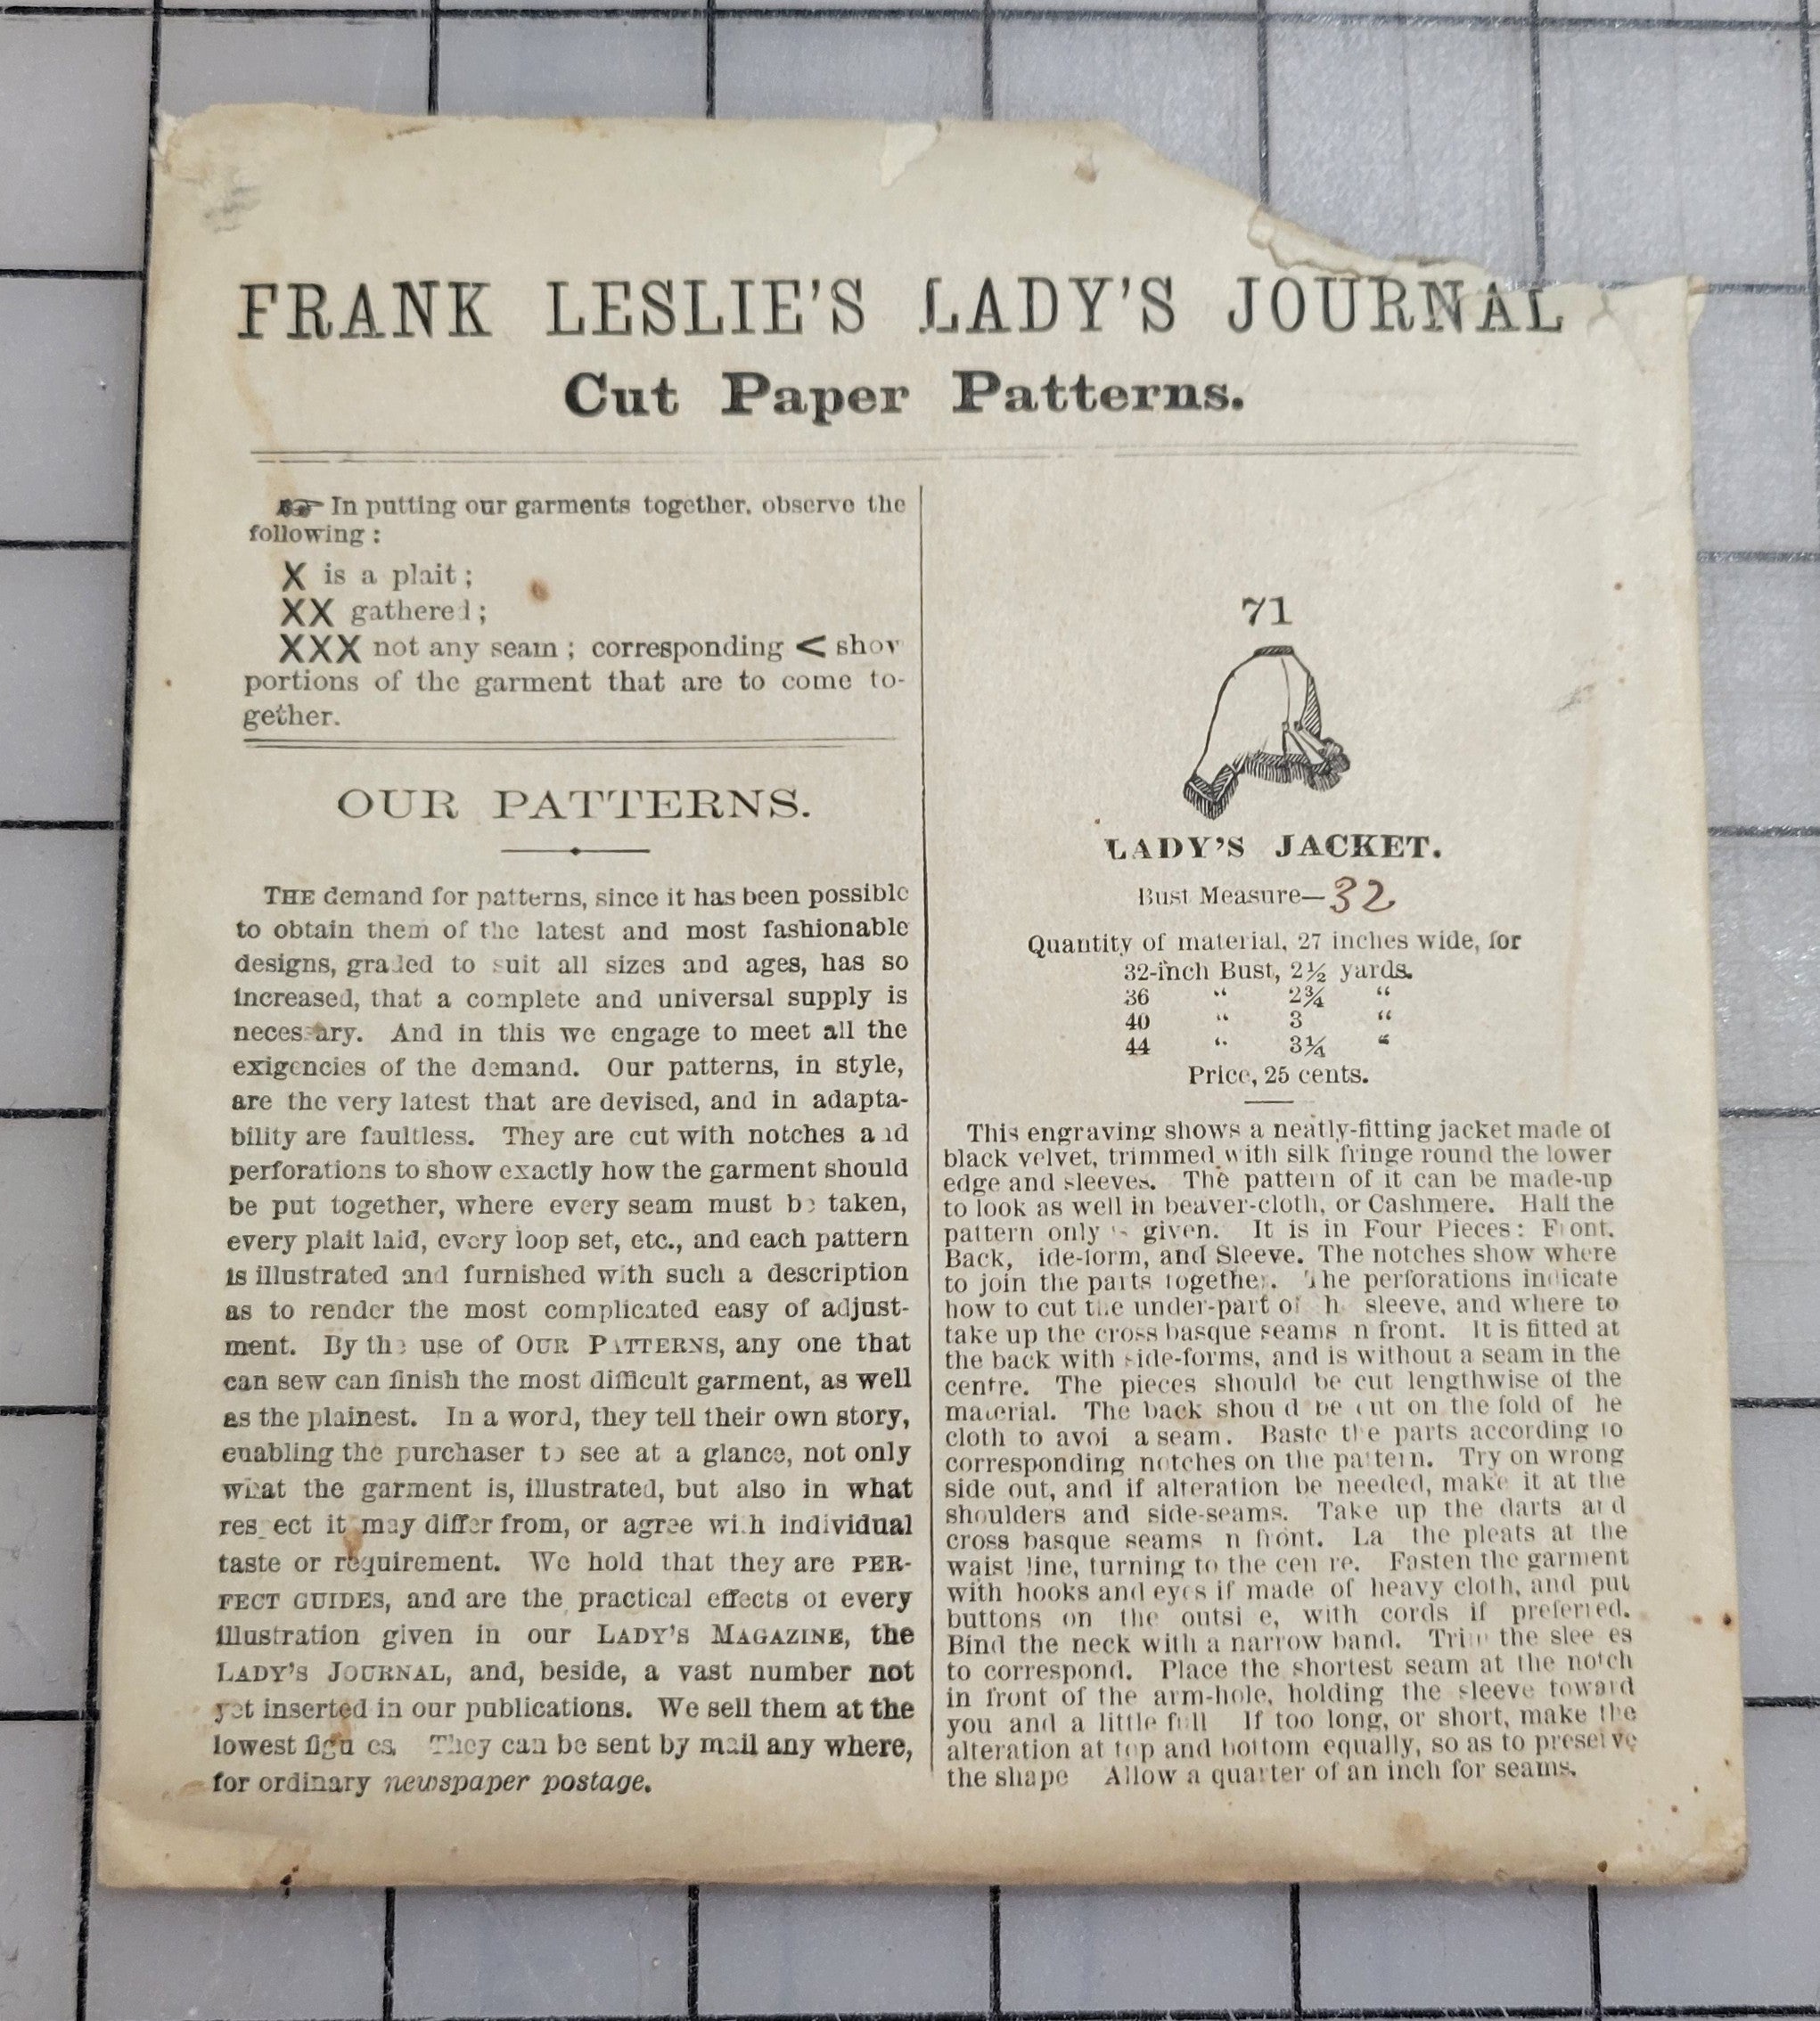 FRANK LESLIE'S LADY'S JOURNAL
Cut Paper Patterns.
☞ In putting our garments together, observe the
following :
X is a plait ;
XX gathered ;
XXX not any seam ; corresponding < show
portions of the garment that are to come to-
gether.
OUR PATTERNS.
THE demand for patterns, since it has been possible
to obtain them of the latest and most fashionable
designs, graded to suit all sizes and ages, has so
increased, that a complete and universal supply is
necessary. And in this we engage to meet all the
exigencies of the demand. Our patterns, in style,
are the very latest that are devised, and in adapta-
bility are faultless. They are cut with notches and
perforations to show exactly how the garment should
be put together, where every seam must be taken,
every plait laid, every loop set, etc., and each pattern
is illustrated and furnished with such a description
as to render the most complicated easy of adjust-
ment. By the use of OUR PATTERNS, any one that
can sew can finish the most difficult garment, as well
as the plainest. In a word, they tell their own story,
enabling the purchaser to see at a glance, not only
what the garment is, illustrated, but also in what
respect it may differ from, or agree with individual
taste or requirement. We hold that they are PER-
FECT GUIDES, and are the practical effects of every
illustration given in our LADY'S MAGAZINE, the
LADY'S JOURNAL, and, beside, a vast number not
yet inserted in our publications. We sell them at the
lowest figures. They can be sent by mail any where,
for ordinary newspaper postage.
71
LADY'S JACKET.
Bust Measure—32
Quantity of material, 27 inches wide, for
32-inch Bust, 2½ yards.
36 " 2¾ "
40 " 3 "
44 " 3¼ "
Price, 25 cents.
This engraving shows a neatly-fitting jacket made of
black velvet, trimmed with silk fringe round the lower
edge and sleeves. The pattern of it can be made-up
to look as well in beaver-cloth, or Cashmere. Half the
pattern only is given. It is in Four Pieces: Front,
Back, Side-form, and Sleeve. The notches show where
to join the parts together. The perforations indicate
how to cut the under-part of the sleeve, and where to
take up the cross basque seams in front. It is fitted at
the back with side-forms, and is without a seam in the
centre. The pieces should be cut lengthwise of the
material. The back should be cut on the fold of the
cloth to avoid a seam. Baste the parts according to
corresponding notches on the pattern. Try on wrong
side out, and if alteration be needed, make it at the
shoulders and side-seams. Take up the darts and
cross basque seams in front. Lay the pleats at the
waist line, turning to the centre. Fasten the garment
with hooks and eyes if made of heavy cloth, and put
buttons on the outside, with cords if preferred.
Bind the neck with a narrow band. Trim the sleeves
to correspond. Place the shortest seam at the notch
in front of the arm-hole, holding the sleeve toward
you and a little full If too long, or short, make the
alteration at top and bottom equally, so as to preserve
the shape Allow a quarter of an inch for seams.